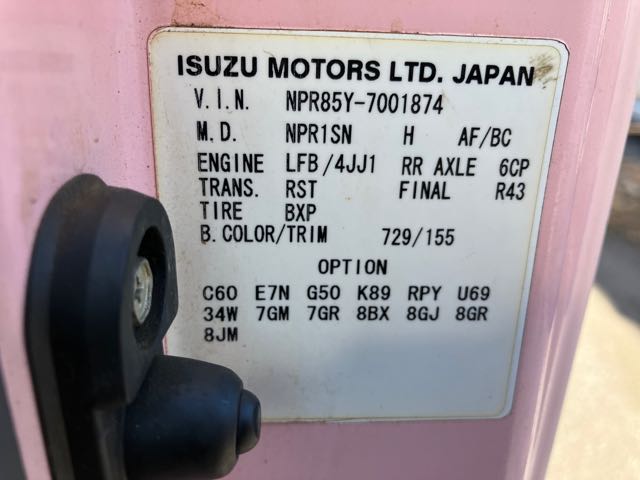 ISUZU MOTORS LTD. JAPAN
V.I.N. NPR85Y-7001874
M.D. NPR1SN H AF/BC
ENGINE LFB/4JJ1 RR AXLE 6CP
TRANS. RST FINAL R43
TIRE BXP
B.COLOR/TRIM 729/155
OPTION
C60 E7N G50 K89 RPY U69
34W 7GM 7GR 8BX 8GJ 8GR
8JM